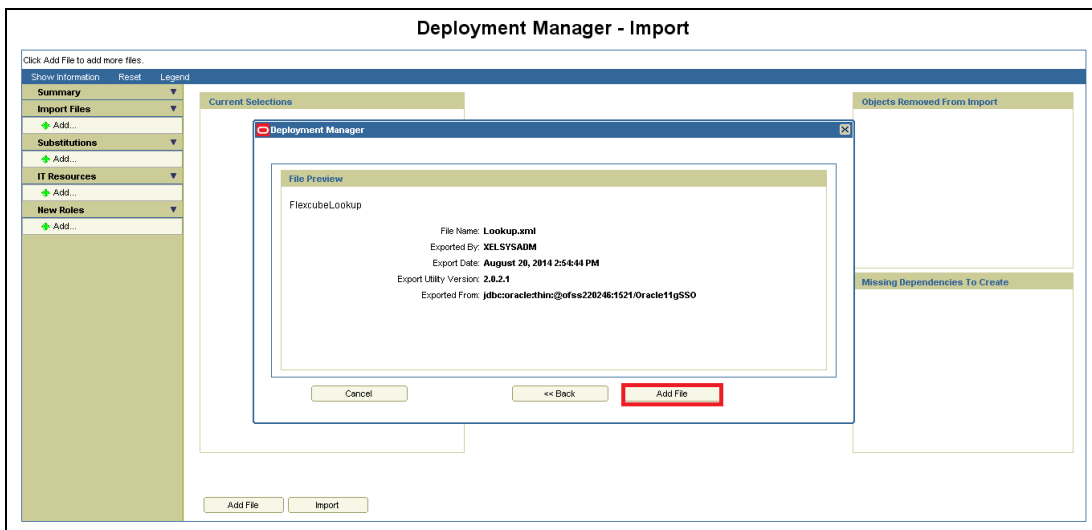 Deployment Manager - Import
Click Add File to add more files.
Show Information Reset Legend
Summary
Import Files
Add...
Substitutions
Add...
IT Resources
Add...
New Roles
Add...
Current Selections
Objects Removed From Import
Deployment Manager
File Preview
FlexcubeLookup
File Name: Lookup.xml
Exported By: XELSYSADM
Export Date: August 20, 2014 2:54:44 PM
Export Utility Version: 2.0.2.1
Exported From: jdbc:oracle:thin:@ofss220246:1521/Oracle11gSSO
Cancel << Back Add File
Missing Dependencies To Create
Add File Import